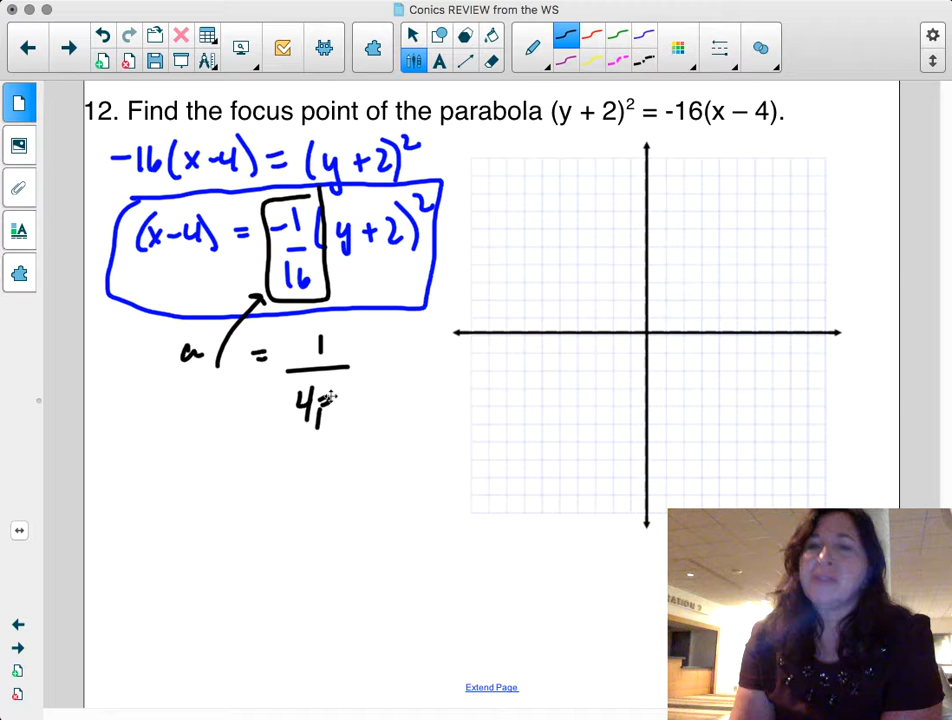 Conics REVIEW from the WS
12. Find the focus point of the parabola (y + 2)² = -16(x – 4).
-16(x-4) = (y+2)²
(x-4) = -1/16 (y+2)²
a = 1/4p
Extend Page